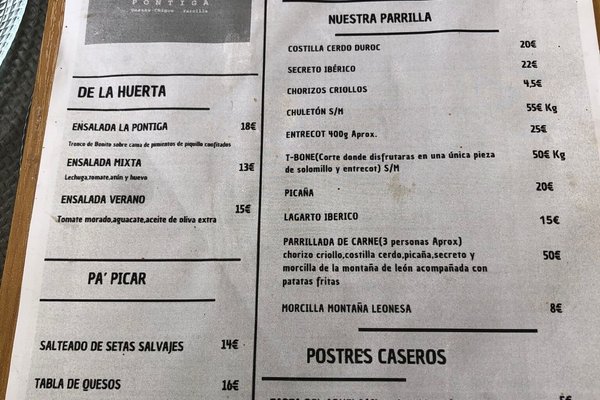 PONTIGA
DE LA HUERTA
ENSALADA LA PONTIGA 18€
Tronco de Bonito sobre cama de pimientos de piquillo confitados
ENSALADA MIXTA 13€
Lechuga,tomate,atún y huevo
ENSALADA VERANO 15€
Tomate morado,aguacate,aceite de oliva extra
PA' PICAR
SALTEADO DE SETAS SALVAJES 14€
TABLA DE QUESOS 16€
NUESTRA PARRILLA
COSTILLA CERDO DUROC 20€
SECRETO IBÉRICO 22€
CHORIZOS CRIOLLOS 4,5€
CHULETÓN S/M 55€ Kg
ENTRECOT 400g Aprox. 25€
T-BONE(Corte donde disfrutaras en una única pieza 50€ Kg
de solomillo y entrecot) S/M
PICAÑA 20€
LAGARTO IBERICO 15€
PARRILLADA DE CARNE(3 personas Aprox)
chorizo criollo,costilla cerdo,picaña,secreto y 50€
morcilla de la montaña de león acompañada con
patatas fritas
MORCILLA MONTAÑA LEONESA 8€
POSTRES CASEROS